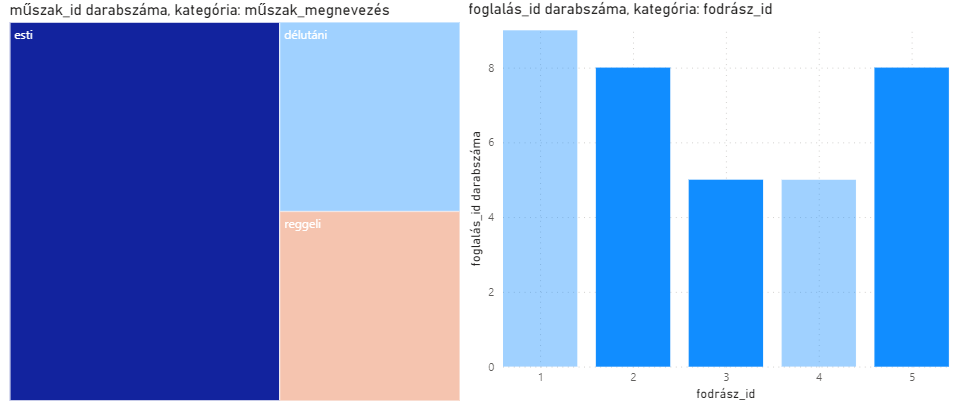 műszak_id darabszáma, kategória: műszak_megnevezés
esti
délutáni
reggeli
foglalás_id darabszáma, kategória: fodrász_id
foglalás_id darabszáma
8
6
4
2
0
1 2 3 4 5
fodrász_id